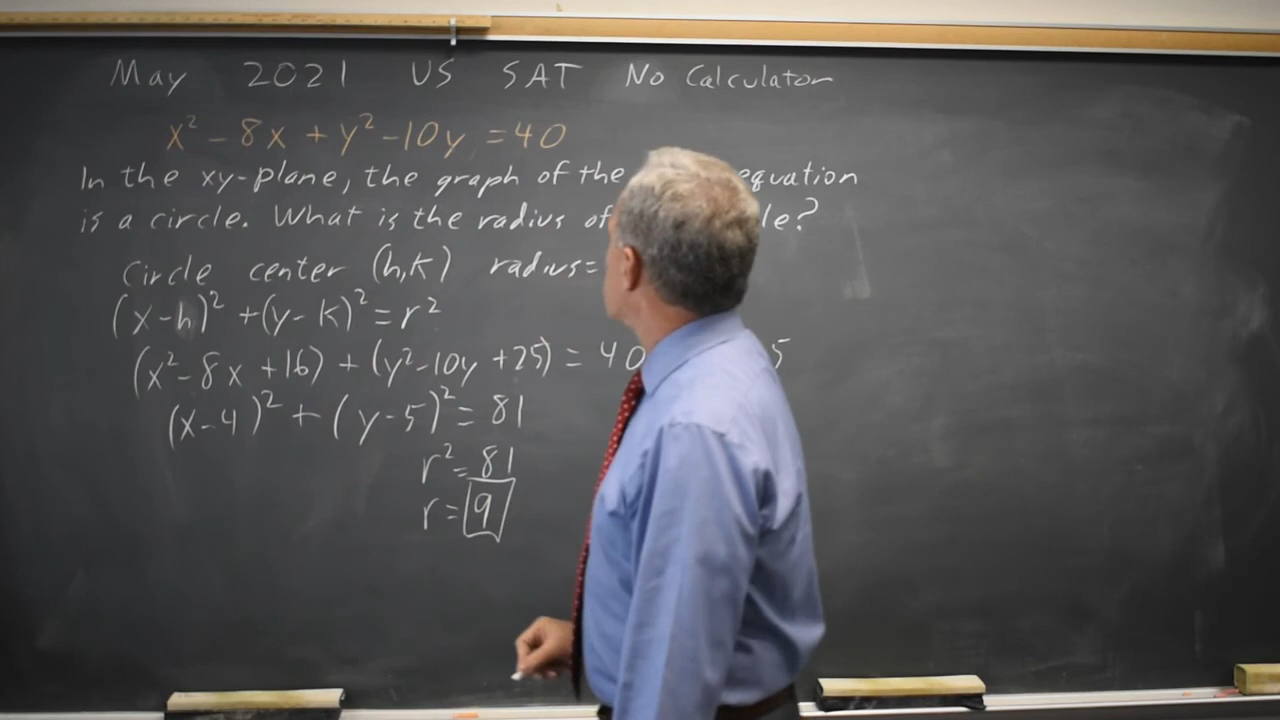 May 2021 US SAT No Calculator
x² - 8x + y² - 10y = 40
In the xy-plane, the graph of the equation
is a circle. What is the radius of
Circle center (h,k) radius=
(x-h)² + (y-k)² = r²
(x² - 8x + 16) + (y² - 10y + 25) = 40 5
(x-4)² + (y-5)² = 81
r² = 81
r = 9